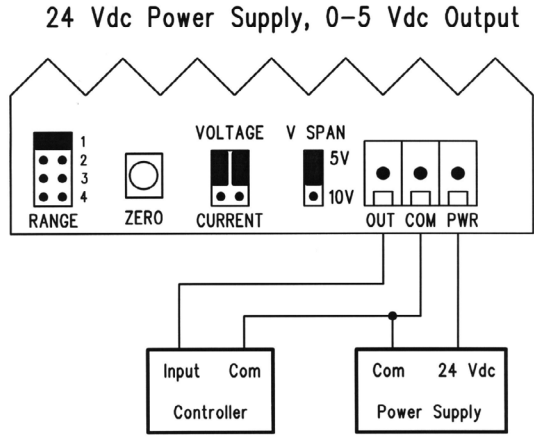 24 Vdc Power Supply, 0-5 Vdc Output
VOLTAGE V SPAN
1
2
3
4
5V
10V
RANGE ZERO CURRENT OUT COM PWR
Input Com
Controller
Com 24 Vdc
Power Supply